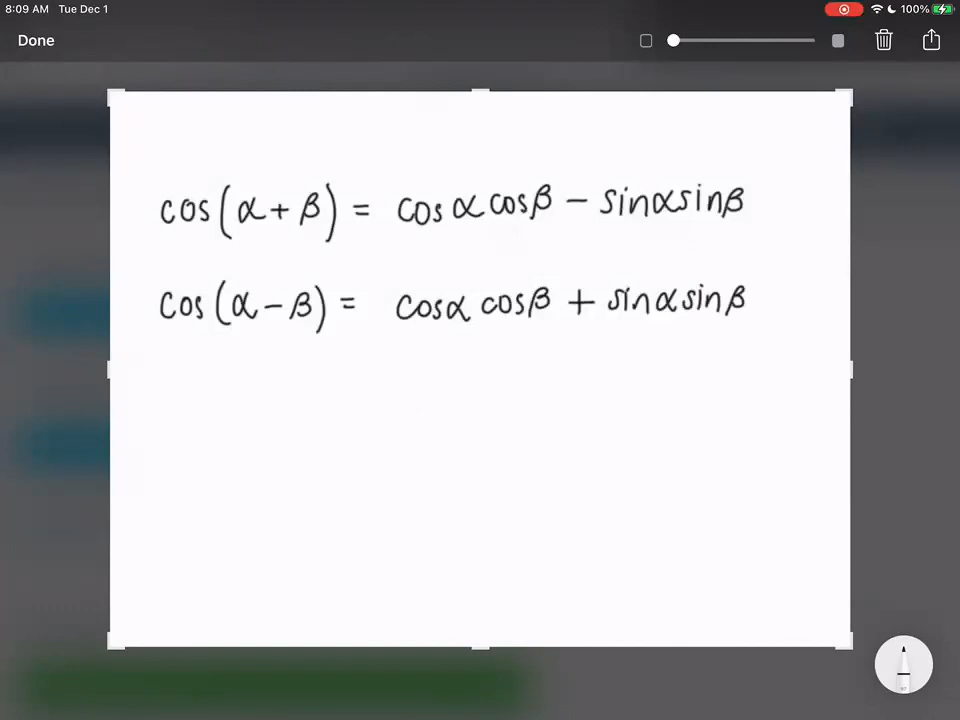 8:09 AM Tue Dec 1 100%
Done
cos(α + β) = cosα cosβ − sinα sinβ
cos(α − β) = cosα cosβ + sinα sinβ